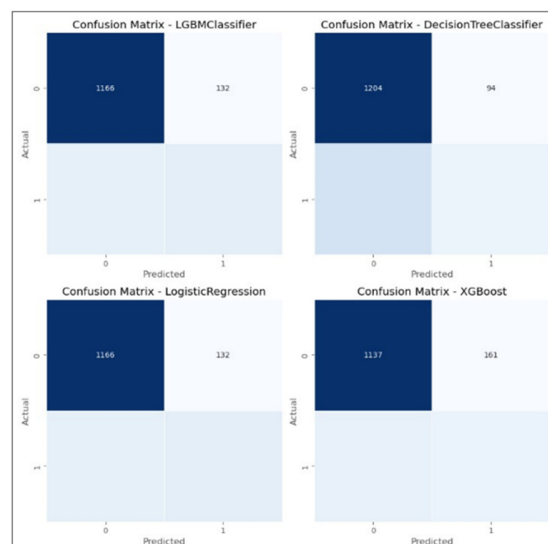 Confusion Matrix - LGBMClassifier
0
1166
132
Actual
1
0
1
Predicted
Confusion Matrix - DecisionTreeClassifier
0
1204
94
Actual
1
0
1
Predicted
Confusion Matrix - LogisticRegression
0
1166
132
Actual
1
0
1
Predicted
Confusion Matrix - XGBoost
0
1137
161
Actual
1
0
1
Predicted